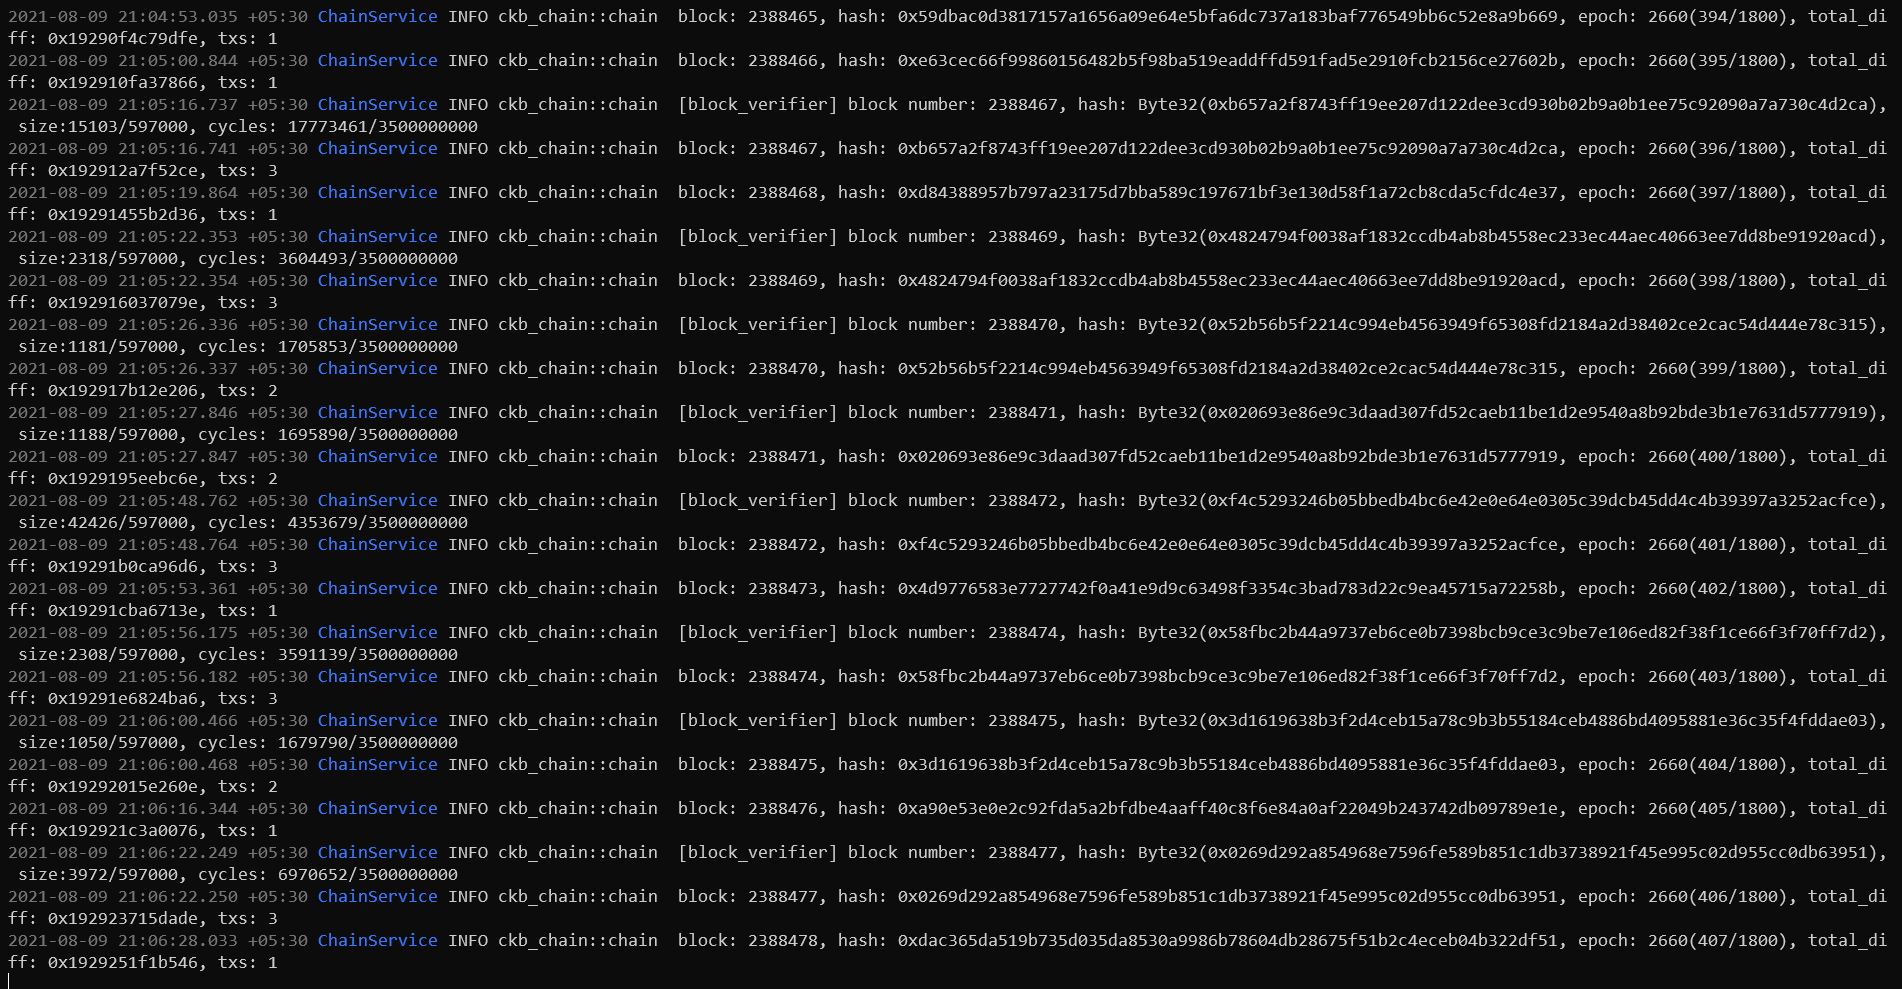 2021-08-09 21:04:53.035 +05:30 ChainService INFO ckb_chain::chain  block: 2388465, hash: 0x59dbac0d3817157a1656a09e64e5bfa6dc737a183baf776549bb6c52e8a9b669, epoch: 2660(394/1800), total_di
ff: 0x19290f4c79dfe, txs: 1
2021-08-09 21:05:00.844 +05:30 ChainService INFO ckb_chain::chain  block: 2388466, hash: 0xe63cec66f99860156482b5f98ba519eaddffd591fad5e2910fcb2156ce27602b, epoch: 2660(395/1800), total_di
ff: 0x192910fa37866, txs: 1
2021-08-09 21:05:16.737 +05:30 ChainService INFO ckb_chain::chain  [block_verifier] block number: 2388467, hash: Byte32(0xb657a2f8743ff19ee207d122dee3cd930b02b9a0b1ee75c92090a7a730c4d2ca),
 size:15103/597000, cycles: 17773461/3500000000
2021-08-09 21:05:16.741 +05:30 ChainService INFO ckb_chain::chain  block: 2388467, hash: 0xb657a2f8743ff19ee207d122dee3cd930b02b9a0b1ee75c92090a7a730c4d2ca, epoch: 2660(396/1800), total_di
ff: 0x192912a7f52ce, txs: 3
2021-08-09 21:05:19.864 +05:30 ChainService INFO ckb_chain::chain  block: 2388468, hash: 0xd84388957b797a23175d7bba589c197671bf3e130d58f1a72cb8cda5cfdc4e37, epoch: 2660(397/1800), total_di
ff: 0x19291455b2d36, txs: 1
2021-08-09 21:05:22.353 +05:30 ChainService INFO ckb_chain::chain  [block_verifier] block number: 2388469, hash: Byte32(0x4824794f0038af1832ccdb4ab8b4558ec233ec44aec40663ee7dd8be91920acd),
 size:2318/597000, cycles: 3604493/3500000000
2021-08-09 21:05:22.354 +05:30 ChainService INFO ckb_chain::chain  block: 2388469, hash: 0x4824794f0038af1832ccdb4ab8b4558ec233ec44aec40663ee7dd8be91920acd, epoch: 2660(398/1800), total_di
ff: 0x192916037079e, txs: 3
2021-08-09 21:05:26.336 +05:30 ChainService INFO ckb_chain::chain  [block_verifier] block number: 2388470, hash: Byte32(0x52b56b5f2214c994eb4563949f65308fd2184a2d38402ce2cac54d444e78c315),
 size:1181/597000, cycles: 1705853/3500000000
2021-08-09 21:05:26.337 +05:30 ChainService INFO ckb_chain::chain  block: 2388470, hash: 0x52b56b5f2214c994eb4563949f65308fd2184a2d38402ce2cac54d444e78c315, epoch: 2660(399/1800), total_di
ff: 0x192917b12e206, txs: 2
2021-08-09 21:05:27.846 +05:30 ChainService INFO ckb_chain::chain  [block_verifier] block number: 2388471, hash: Byte32(0x020693e86e9c3daad307fd52caeb11be1d2e9540a8b92bde3b1e7631d5777919),
 size:1188/597000, cycles: 1695890/3500000000
2021-08-09 21:05:27.847 +05:30 ChainService INFO ckb_chain::chain  block: 2388471, hash: 0x020693e86e9c3daad307fd52caeb11be1d2e9540a8b92bde3b1e7631d5777919, epoch: 2660(400/1800), total_di
ff: 0x1929195eebc6e, txs: 2
2021-08-09 21:05:48.762 +05:30 ChainService INFO ckb_chain::chain  [block_verifier] block number: 2388472, hash: Byte32(0xf4c5293246b05bbedb4bc6e42e0e64e0305c39dcb45dd4c4b39397a3252acfce),
 size:42426/597000, cycles: 4353679/3500000000
2021-08-09 21:05:48.764 +05:30 ChainService INFO ckb_chain::chain  block: 2388472, hash: 0xf4c5293246b05bbedb4bc6e42e0e64e0305c39dcb45dd4c4b39397a3252acfce, epoch: 2660(401/1800), total_di
ff: 0x19291b0ca96d6, txs: 3
2021-08-09 21:05:53.361 +05:30 ChainService INFO ckb_chain::chain  block: 2388473, hash: 0x4d9776583e7727742f0a41e9d9c63498f3354c3bad783d22c9ea45715a72258b, epoch: 2660(402/1800), total_di
ff: 0x19291cba6713e, txs: 1
2021-08-09 21:05:56.175 +05:30 ChainService INFO ckb_chain::chain  [block_verifier] block number: 2388474, hash: Byte32(0x58fbc2b44a9737eb6ce0b7398bcb9ce3c9be7e106ed82f38f1ce66f3f70ff7d2),
 size:2308/597000, cycles: 3591139/3500000000
2021-08-09 21:05:56.182 +05:30 ChainService INFO ckb_chain::chain  block: 2388474, hash: 0x58fbc2b44a9737eb6ce0b7398bcb9ce3c9be7e106ed82f38f1ce66f3f70ff7d2, epoch: 2660(403/1800), total_di
ff: 0x19291e6824ba6, txs: 3
2021-08-09 21:06:00.466 +05:30 ChainService INFO ckb_chain::chain  [block_verifier] block number: 2388475, hash: Byte32(0x3d1619638b3f2d4ceb15a78c9b3b55184ceb4886bd4095881e36c35f4fddae03),
 size:1050/597000, cycles: 1679790/3500000000
2021-08-09 21:06:00.468 +05:30 ChainService INFO ckb_chain::chain  block: 2388475, hash: 0x3d1619638b3f2d4ceb15a78c9b3b55184ceb4886bd4095881e36c35f4fddae03, epoch: 2660(404/1800), total_di
ff: 0x19292015e260e, txs: 2
2021-08-09 21:06:16.344 +05:30 ChainService INFO ckb_chain::chain  block: 2388476, hash: 0xa90e53e0e2c92fda5a2bfdbe4aaff40c8f6e84a0af22049b243742db09789e1e, epoch: 2660(405/1800), total_di
ff: 0x192921c3a0076, txs: 1
2021-08-09 21:06:22.249 +05:30 ChainService INFO ckb_chain::chain  [block_verifier] block number: 2388477, hash: Byte32(0x0269d292a854968e7596fe589b851c1db3738921f45e995c02d955cc0db63951),
 size:3972/597000, cycles: 6970652/3500000000
2021-08-09 21:06:22.250 +05:30 ChainService INFO ckb_chain::chain  block: 2388477, hash: 0x0269d292a854968e7596fe589b851c1db3738921f45e995c02d955cc0db63951, epoch: 2660(406/1800), total_di
ff: 0x192923715dade, txs: 3
2021-08-09 21:06:28.033 +05:30 ChainService INFO ckb_chain::chain  block: 2388478, hash: 0xdac365da519b735d035da8530a9986b78604db28675f51b2c4eceb04b322df51, epoch: 2660(407/1800), total_di
ff: 0x1929251f1b546, txs: 1